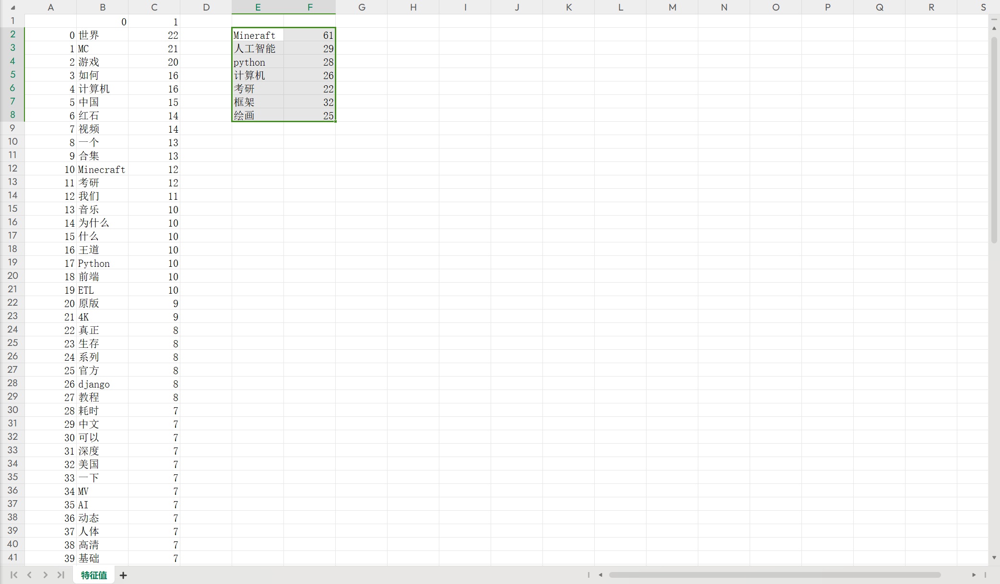 A B C D E F G H I J K L M N O P Q R S
1 0 1
2 0 世界 22 Mineraft 61
3 1 MC 21 人工智能 29
4 2 游戏 20 python 28
5 3 如何 16 计算机 26
6 4 计算机 16 考研 22
7 5 中国 15 框架 32
8 6 红石 14 绘画 25
9 7 视频 14
10 8 一个 13
11 9 合集 13
12 10 Minecraft 12
13 11 考研 12
14 12 我们 11
15 13 音乐 10
16 14 为什么 10
17 15 什么 10
18 16 王道 10
19 17 Python 10
20 18 前端 10
21 19 ETL 10
22 20 原版 9
23 21 4K 9
24 22 真正 8
25 23 生存 8
26 24 系列 8
27 25 官方 8
28 26 django 8
29 27 教程 8
30 28 耗时 7
31 29 中文 7
32 30 可以 7
33 31 深度 7
34 32 美国 7
35 33 一下 7
36 34 MV 7
37 35 AI 7
38 36 动态 7
39 37 人体 7
40 38 高清 7
41 39 基础 7
特征值